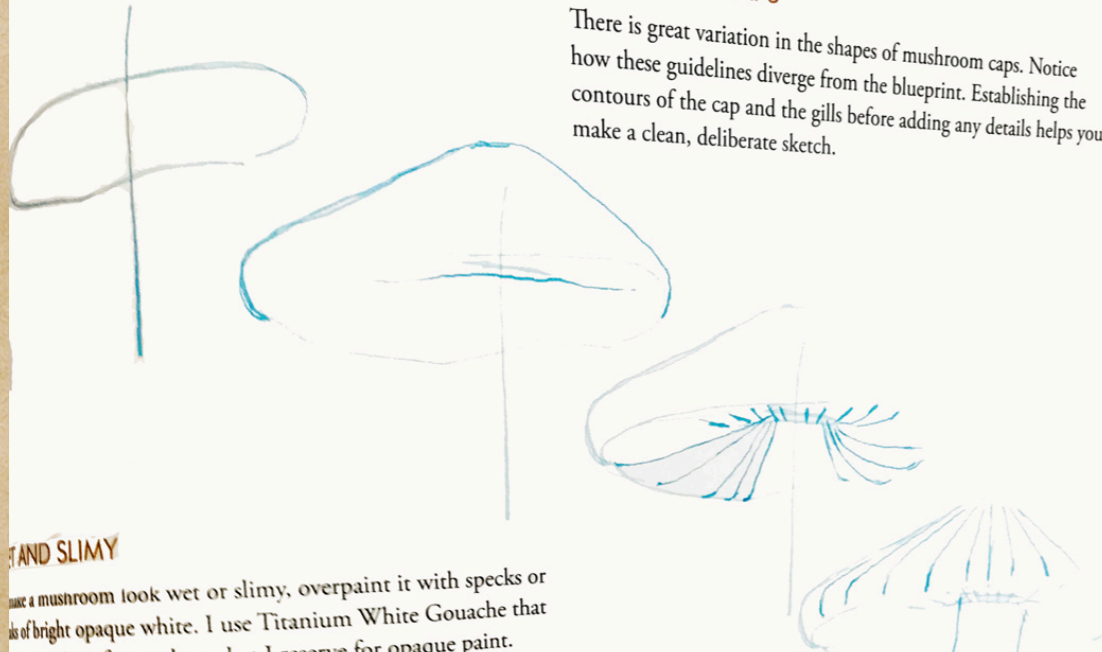 There is great variation in the shapes of mushroom caps. Notice
how these guidelines diverge from the blueprint. Establishing the
contours of the cap and the gills before adding any details helps you
make a clean, deliberate sketch.
AND SLIMY
a mushroom look wet or slimy, overpaint it with specks or
of bright opaque white. I use Titanium White Gouache that
for opaque paint.